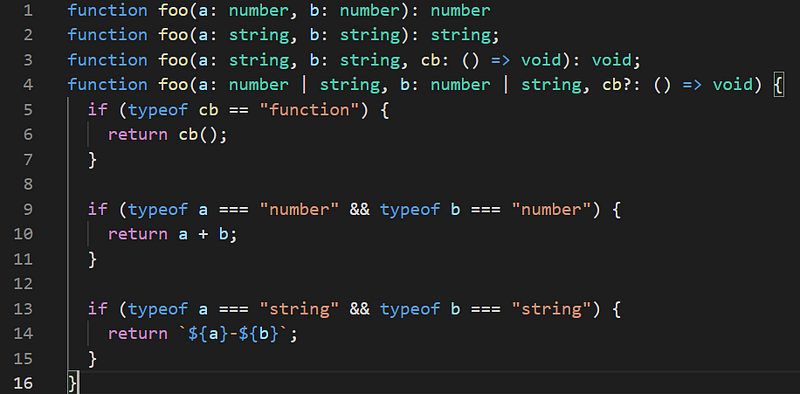 1 function foo(a: number, b: number): number
2 function foo(a: string, b: string): string;
3 function foo(a: string, b: string, cb: () => void): void;
4 function foo(a: number | string, b: number | string, cb?: () => void) {
5   if (typeof cb == "function") {
6     return cb();
7   }
8
9   if (typeof a === "number" && typeof b === "number") {
10     return a + b;
11   }
12
13   if (typeof a === "string" && typeof b === "string") {
14     return `${a}-${b}`;
15   }
16 }